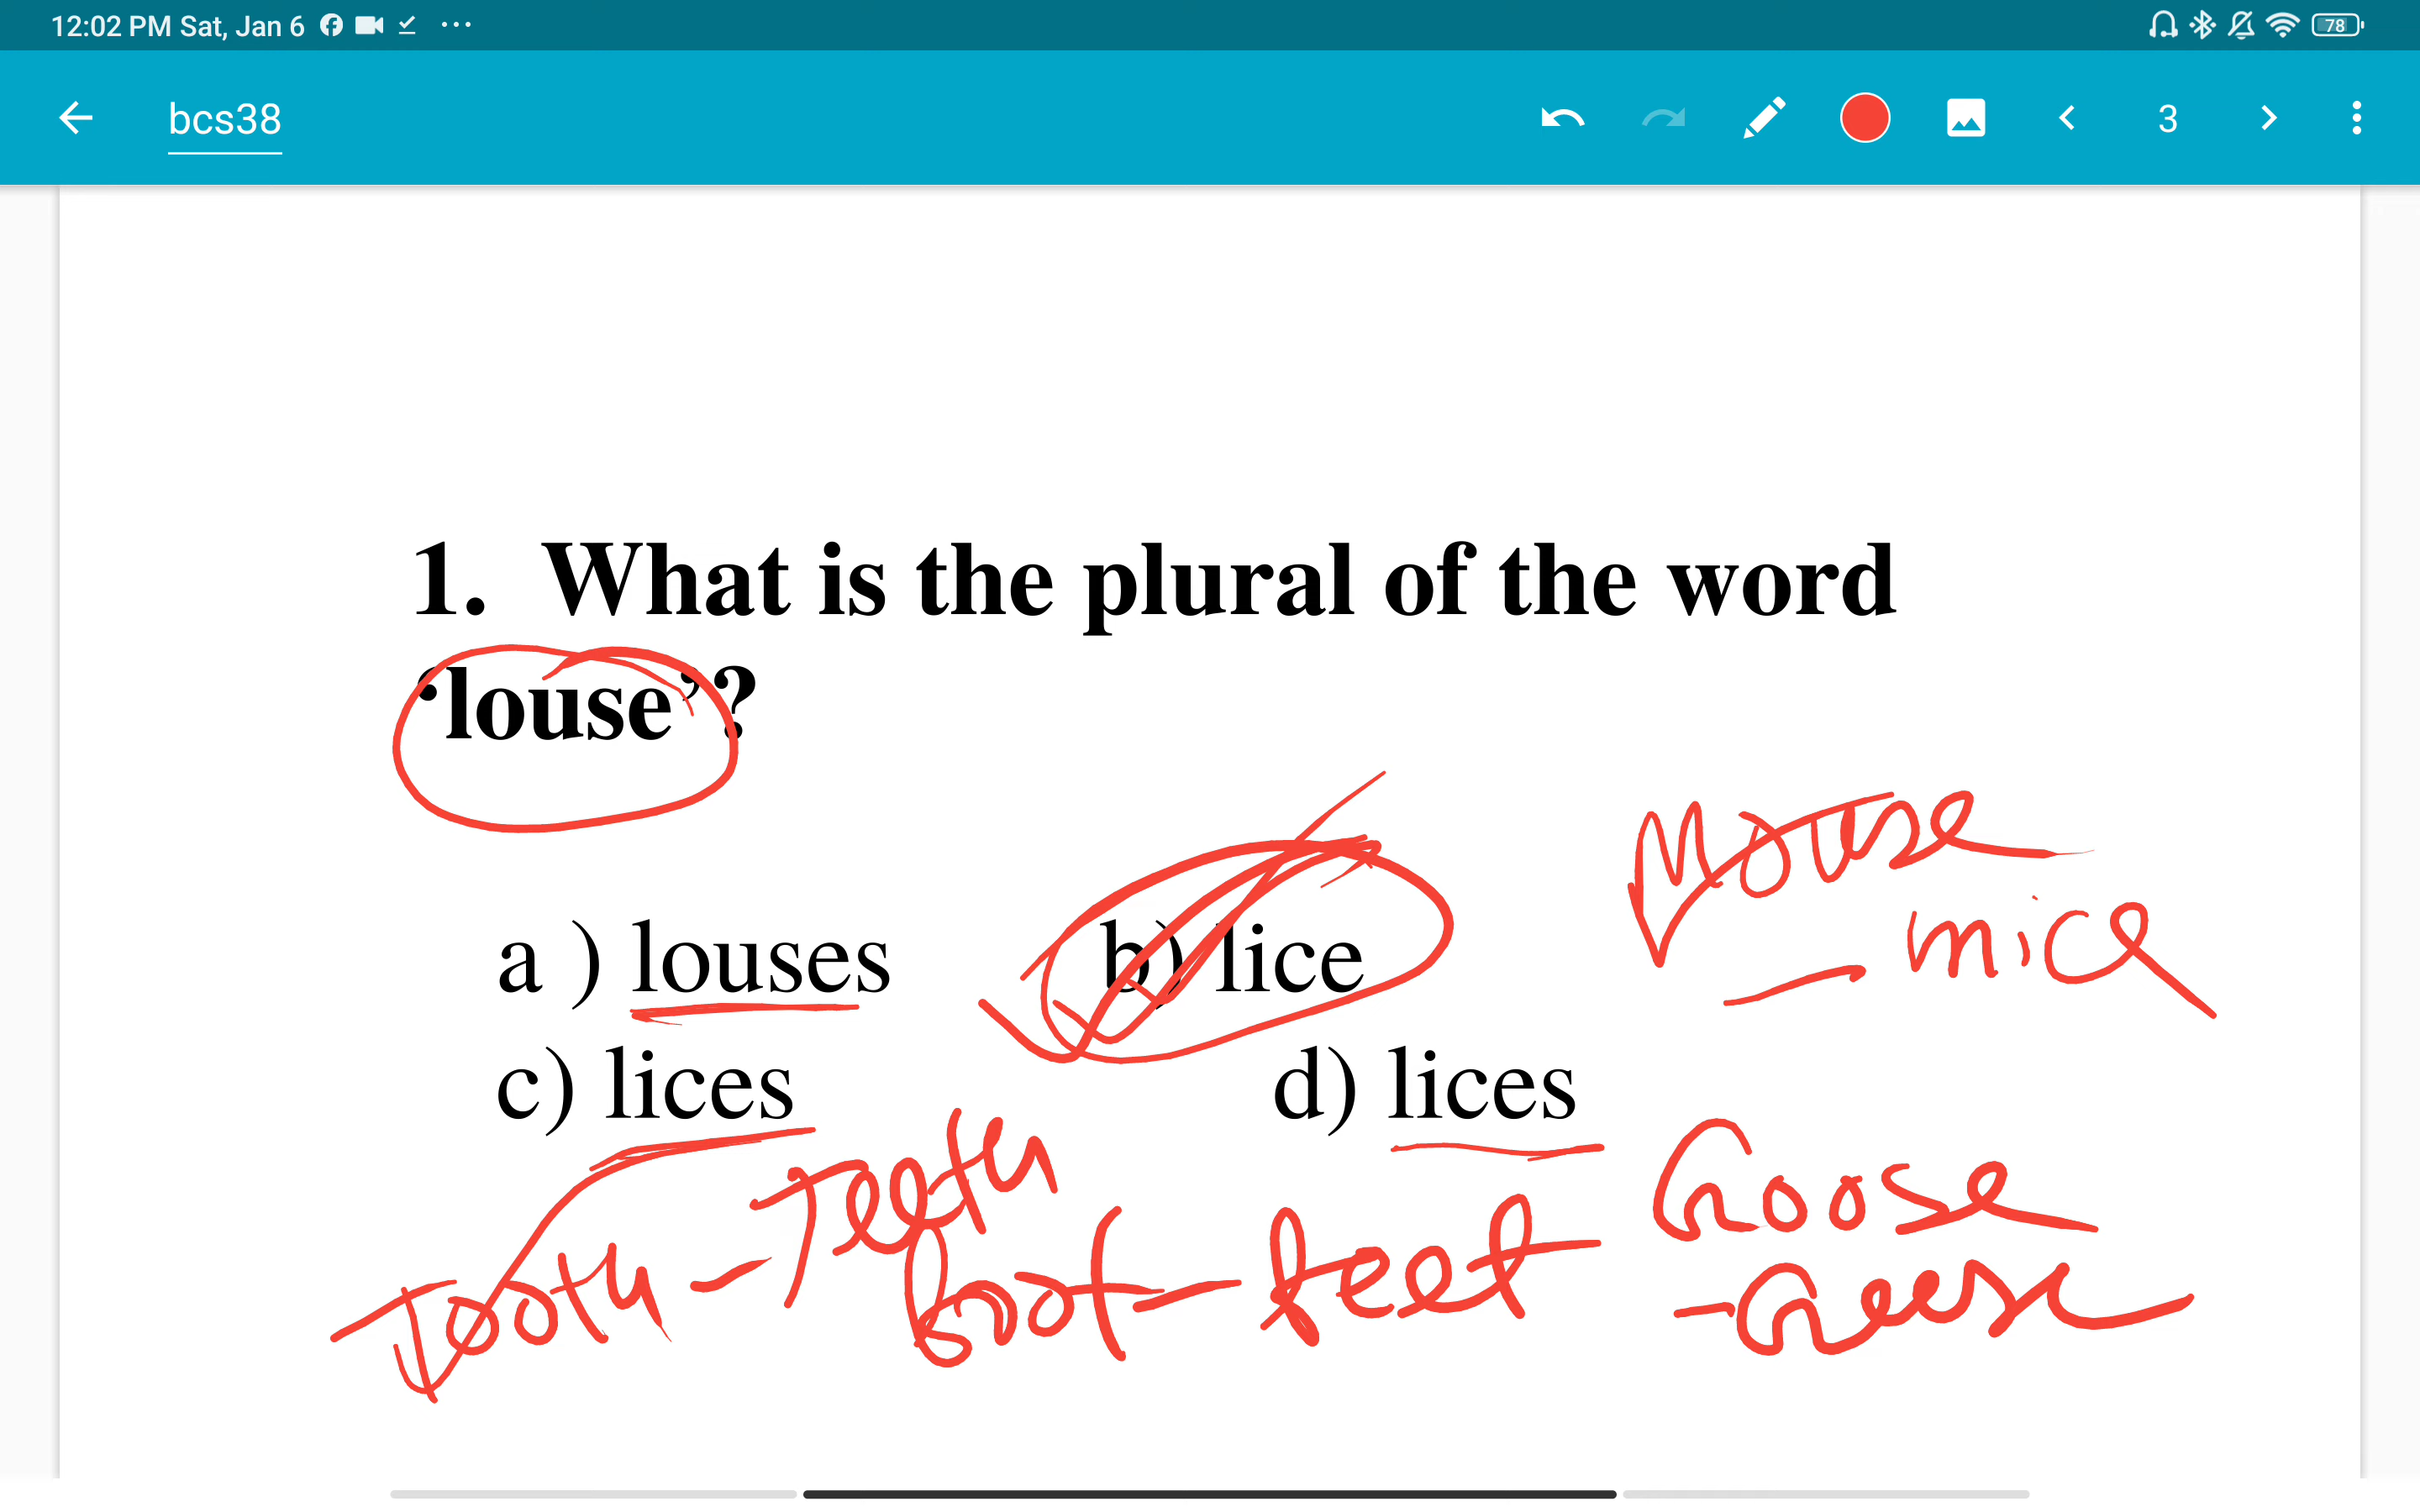 12:02 PM Sat, Jan 6 ... 78
bcs38
3
1. What is the plural of the word
‘louse’?
a ) louses b) lice
c) lices d) lices
Mouse
— mice
Tooth — Teeth
foot — feet
Goose
— Geese